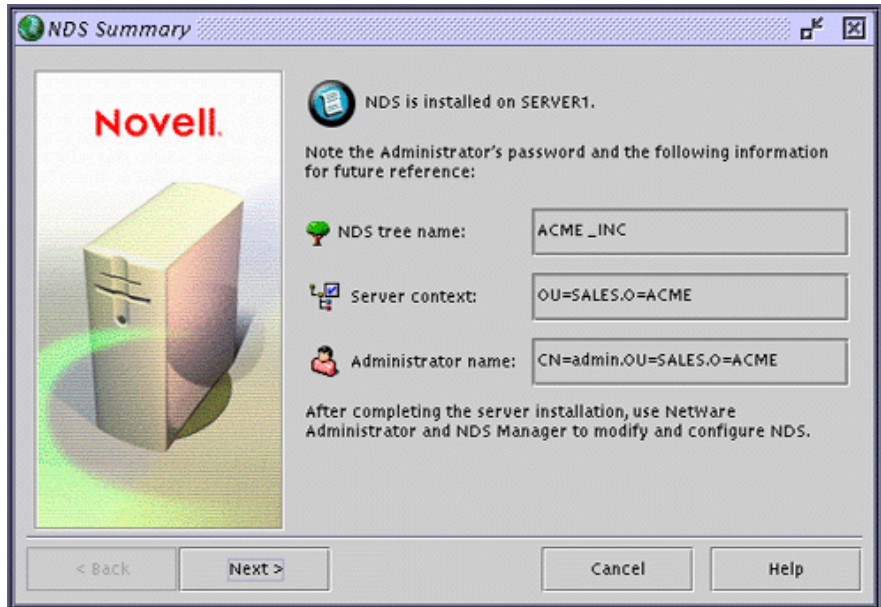 NDS Summary
Novell.
NDS is installed on SERVER1.
Note the Administrator's password and the following information
for future reference:
NDS tree name:
ACME _INC
Server context:
OU=SALES.O=ACME
Administrator name:
CN=admin.OU=SALES.O=ACME
After completing the server installation, use NetWare
Administrator and NDS Manager to modify and configure NDS.
< Back
Next >
Cancel
Help